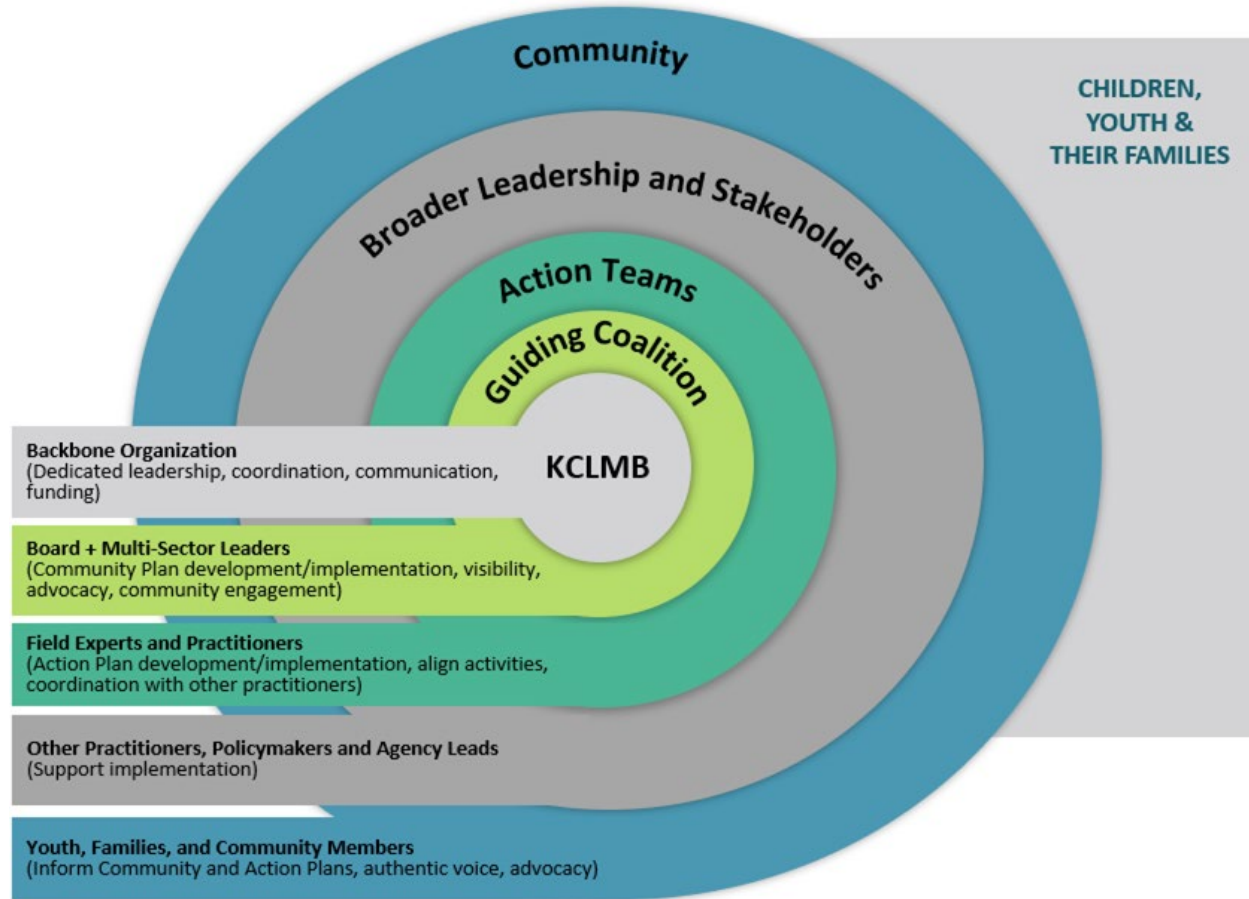 Community
CHILDREN,
YOUTH &
THEIR FAMILIES
Broader Leadership and Stakeholders
Action Teams
Guiding Coalition
KCLMB
Backbone Organization
(Dedicated leadership, coordination, communication,
funding)
Board + Multi-Sector Leaders
(Community Plan development/implementation, visibility,
advocacy, community engagement)
Field Experts and Practitioners
(Action Plan development/implementation, align activities,
coordination with other practitioners)
Other Practitioners, Policymakers and Agency Leads
(Support implementation)
Youth, Families, and Community Members
(Inform Community and Action Plans, authentic voice, advocacy)